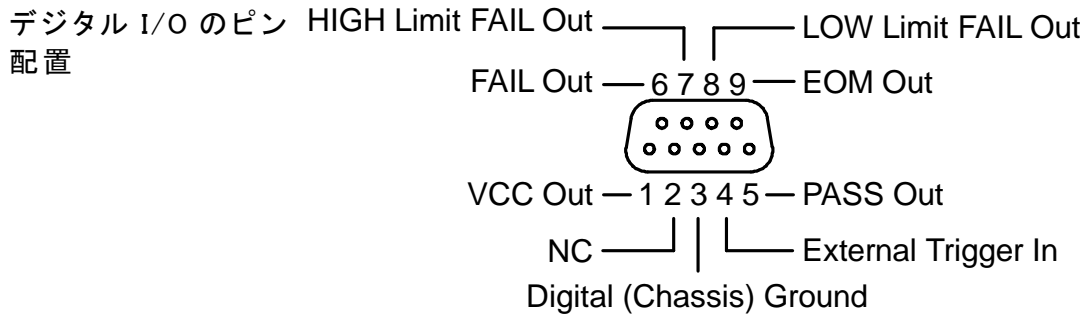 デジタル I/O のピン
配置
HIGH Limit FAIL Out
LOW Limit FAIL Out
FAIL Out
6 7 8 9
EOM Out
VCC Out
1 2 3 4 5
PASS Out
NC
External Trigger In
Digital (Chassis) Ground